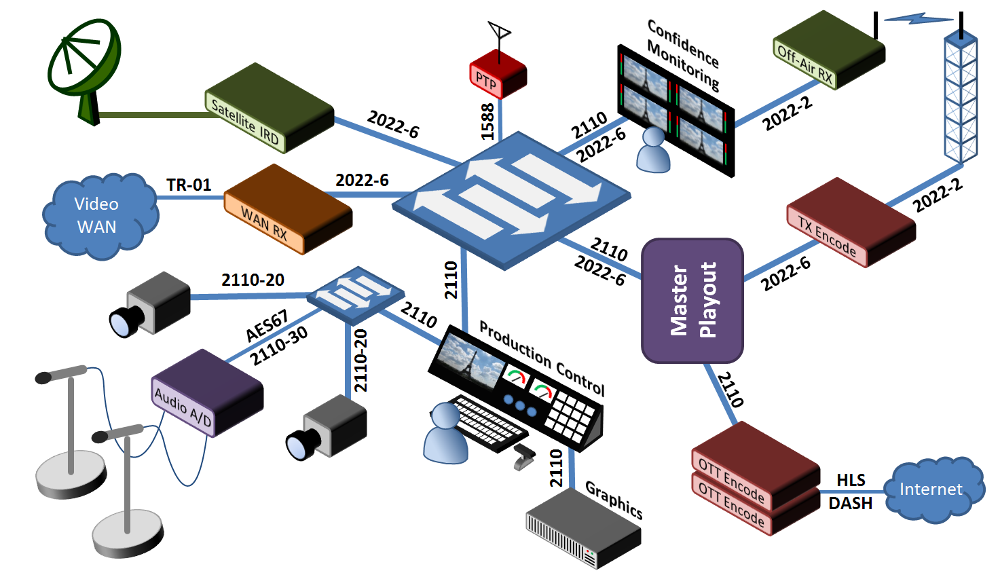 Confidence
Monitoring
Off-Air RX
PTP
Satellite IRD
2022-6
1588
2110
2022-6
2022-2
TR-01
2022-6
Video
WAN
WAN RX
2022-2
TX Encode
2110
2022-6
2022-6
Master
Playout
2110-20
2110
AES67
2110-30
2110
2110-20
Production Control
Audio A/D
2110
2110
Graphics
OTT Encode
OTT Encode
HLS
DASH
Internet